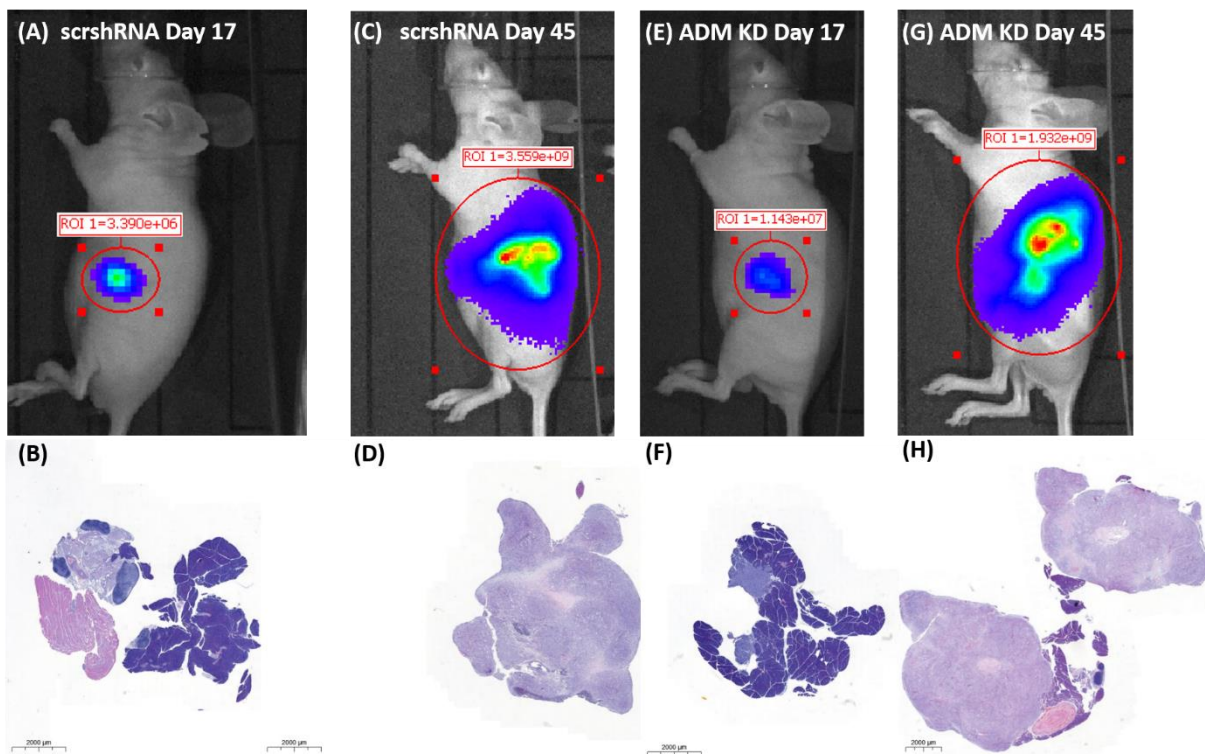 (A) scrshRNA Day 17
(C) scrshRNA Day 45
(E) ADM KD Day 17
(G) ADM KD Day 45
ROI 1=3.390e+06
ROI 1=3.559e+09
ROI 1=1.143e+07
ROI 1=1.932e+09
(B)
(D)
(F)
(H)
2000 µm
2000 µm
2000 µm
2000 µm